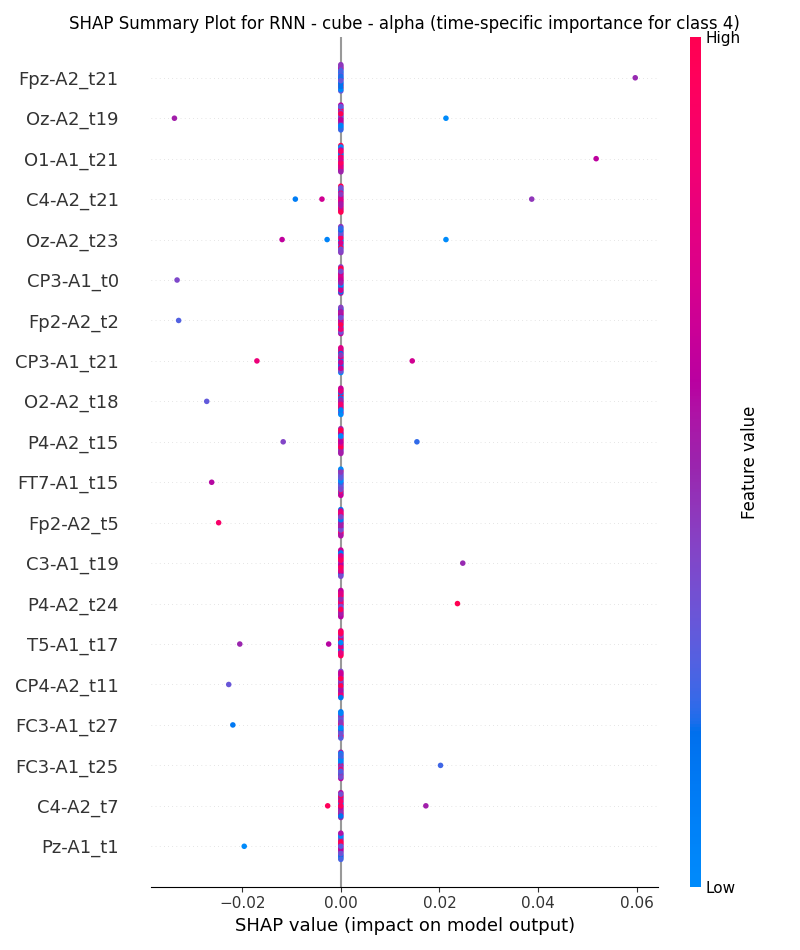 SHAP Summary Plot for RNN - cube - alpha (time-specific importance for class 4)
High
Fpz-A2_t21
Oz-A2_t19
O1-A1_t21
C4-A2_t21
Oz-A2_t23
CP3-A1_t0
Fp2-A2_t2
CP3-A1_t21
O2-A2_t18
P4-A2_t15
FT7-A1_t15
Fp2-A2_t5
C3-A1_t19
P4-A2_t24
T5-A1_t17
CP4-A2_t11
FC3-A1_t27
FC3-A1_t25
C4-A2_t7
Pz-A1_t1
Feature value
Low
−0.02 0.00 0.02 0.04 0.06
SHAP value (impact on model output)